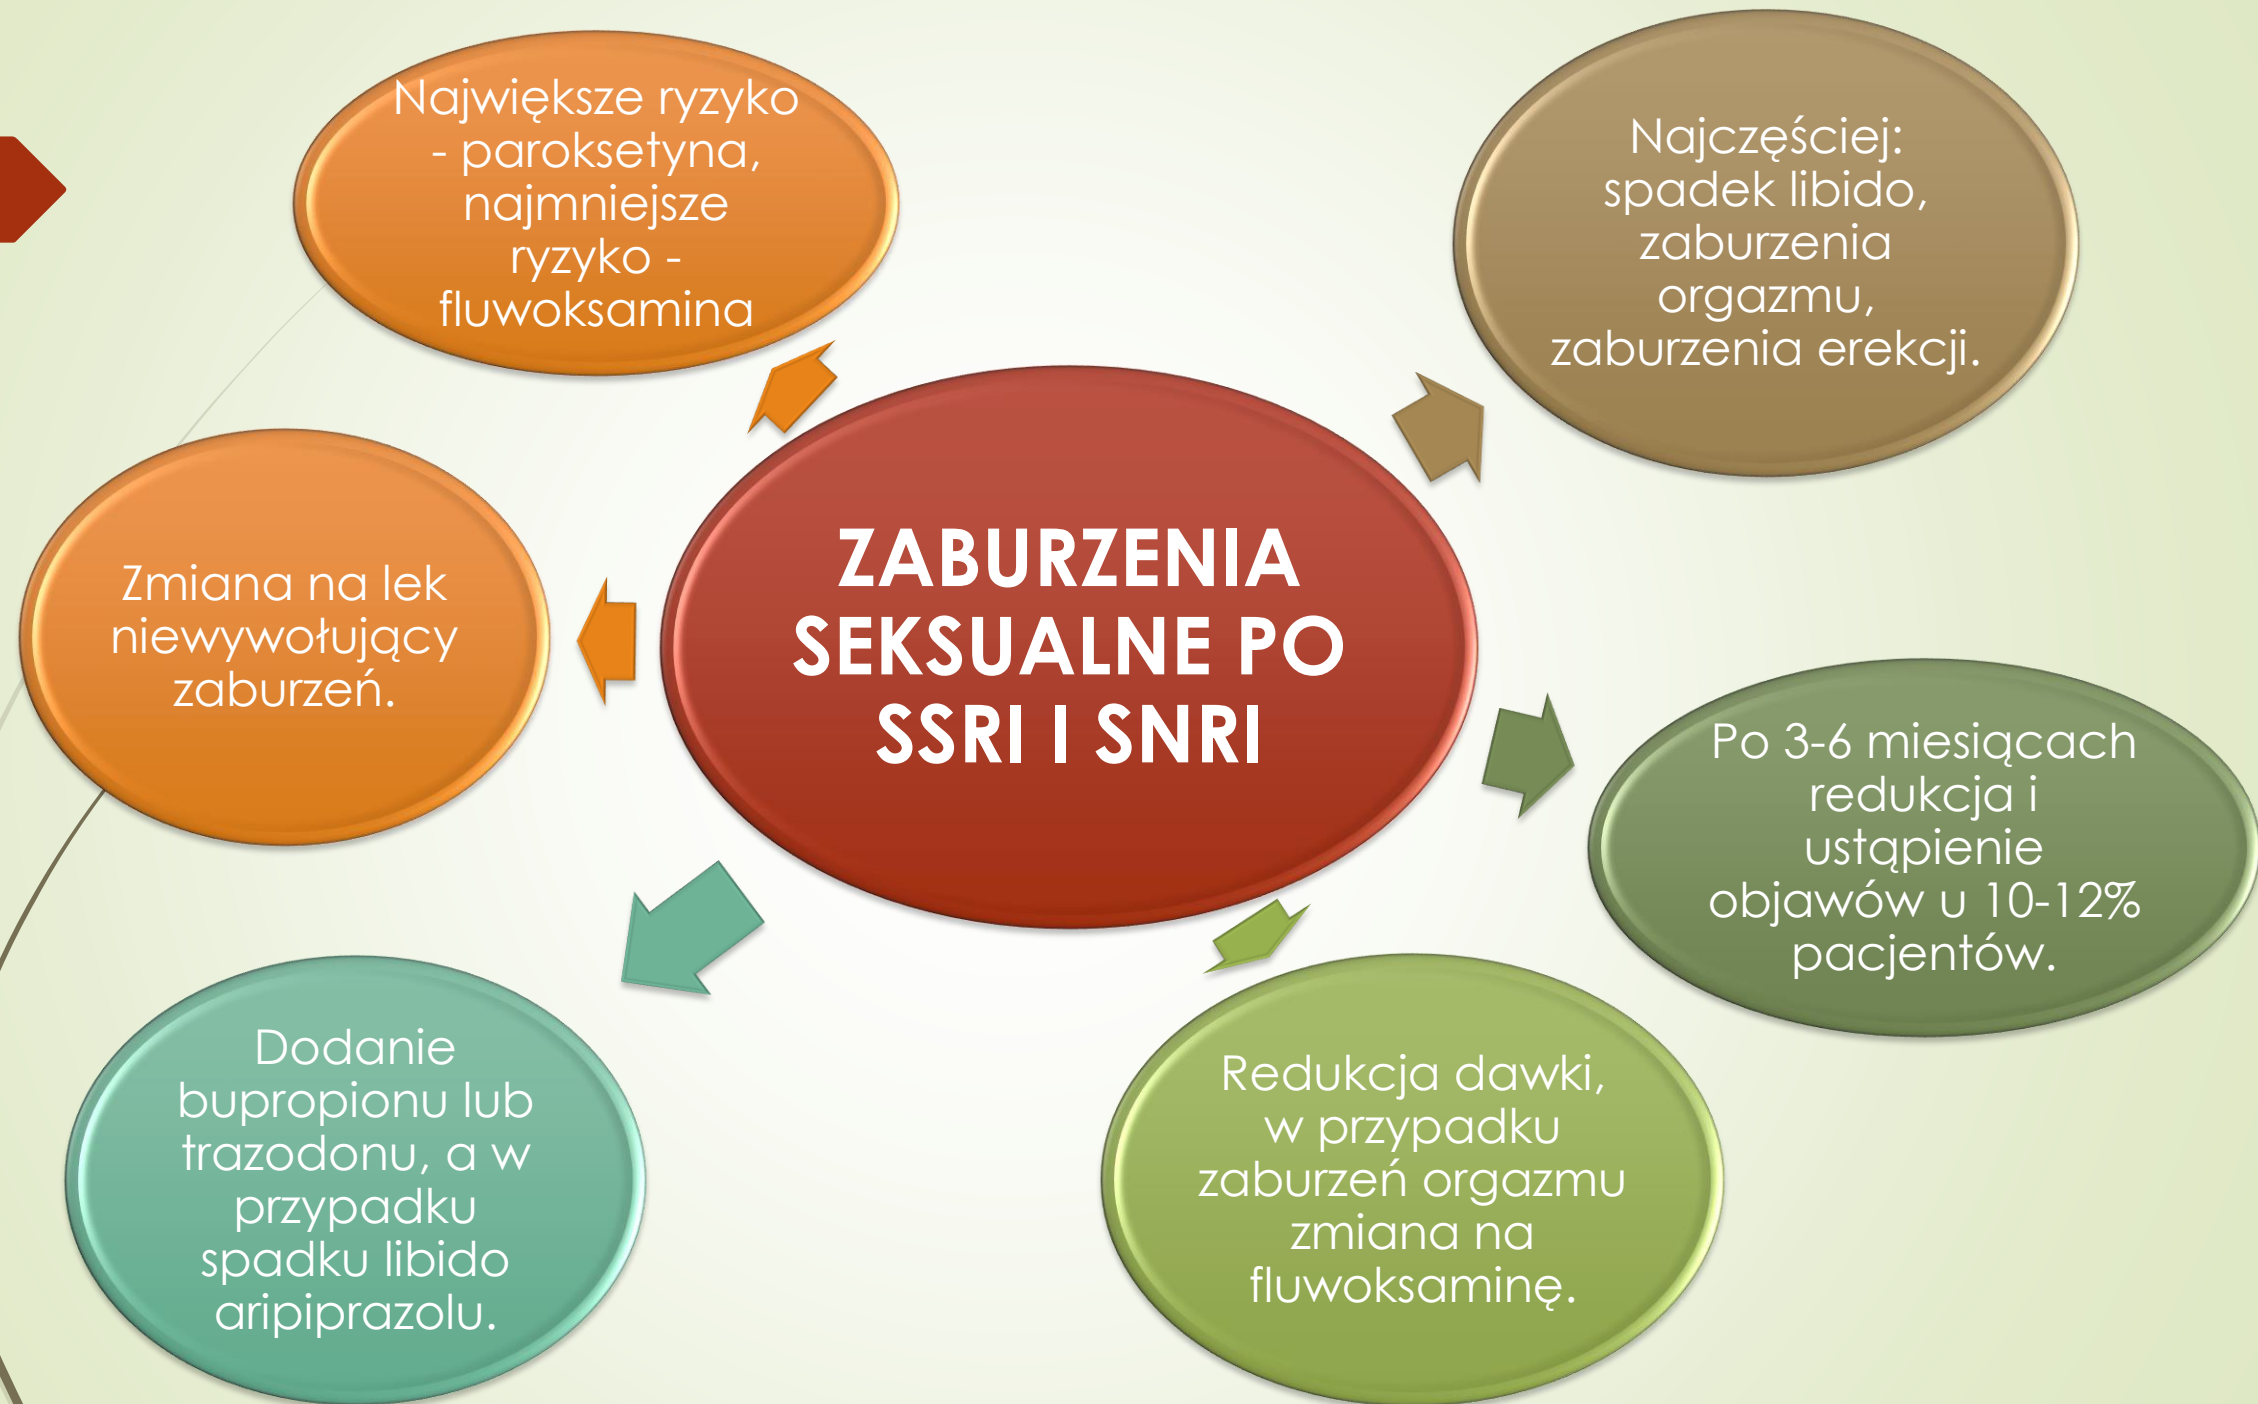 Największe ryzyko
- paroksetyna,
najmniejsze
ryzyko -
fluwoksamina
Najczęściej:
spadek libido,
zaburzenia
orgazmu,
zaburzenia erekcji.
Zmiana na lek
niewywołujący
zaburzeń.
ZABURZENIA
SEKSUALNE PO
SSRI I SNRI
Po 3-6 miesiącach
redukcja i
ustąpienie
objawów u 10-12%
pacjentów.
Dodanie
bupropionu lub
trazodonu, a w
przypadku
spadku libido
aripiprazolu.
Redukcja dawki,
w przypadku
zaburzeń orgazmu
zmiana na
fluwoksaminę.